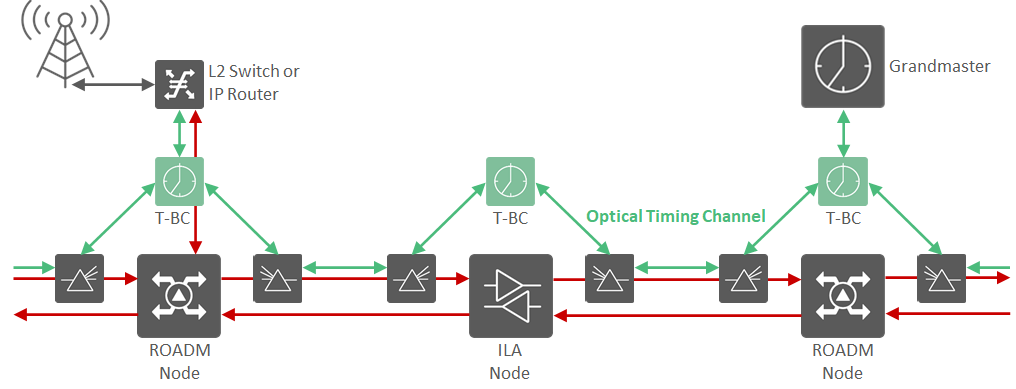 L2 Switch or
IP Router
Grandmaster
T-BC
T-BC
Optical Timing Channel
T-BC
ROADM
Node
ILA
Node
ROADM
Node